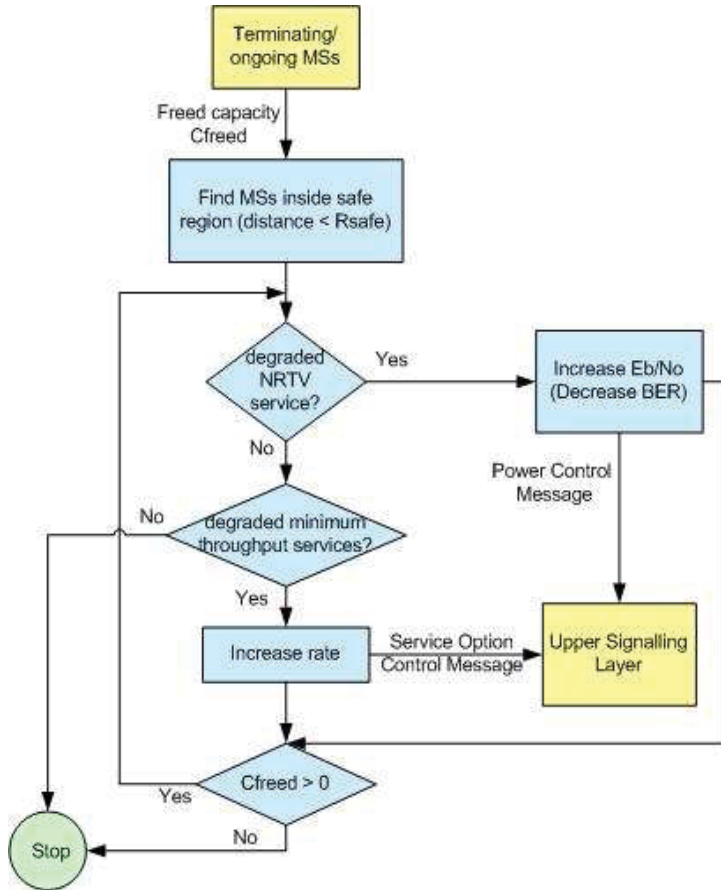 Terminating/
ongoing MSs
Freed capacity
Cfreed
Find MSs inside safe
region (distance < Rsafe)
degraded
NRTV
service?
Yes
Increase Eb/No
(Decrease BER)
No
Power Control
Message
No
degraded minimum
throughput services?
Yes
Increase rate
Service Option
Control Message
Upper Signalling
Layer
Cfreed > 0
Yes
No
Stop